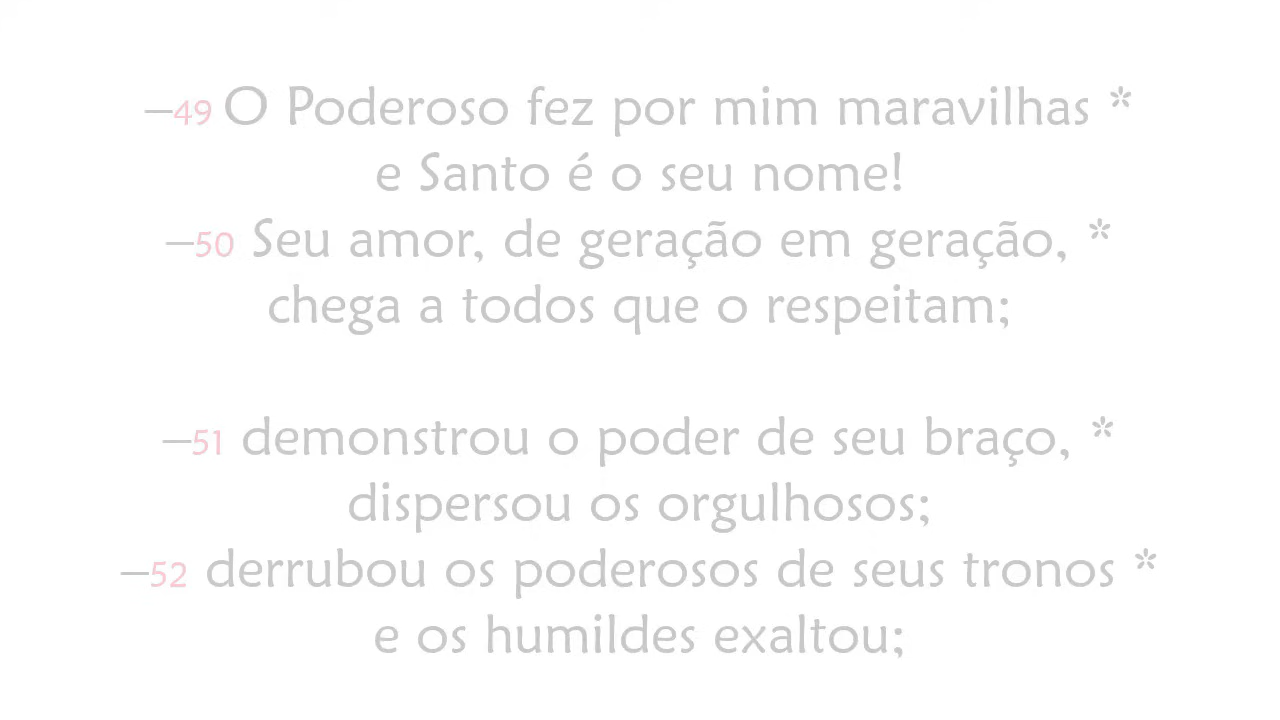 –49 O Poderoso fez por mim maravilhas *
e Santo é o seu nome!
–50 Seu amor, de geração em geração, *
chega a todos que o respeitam;
–51 demonstrou o poder de seu braço, *
dispersou os orgulhosos;
–52 derrubou os poderosos de seus tronos *
e os humildes exaltou;